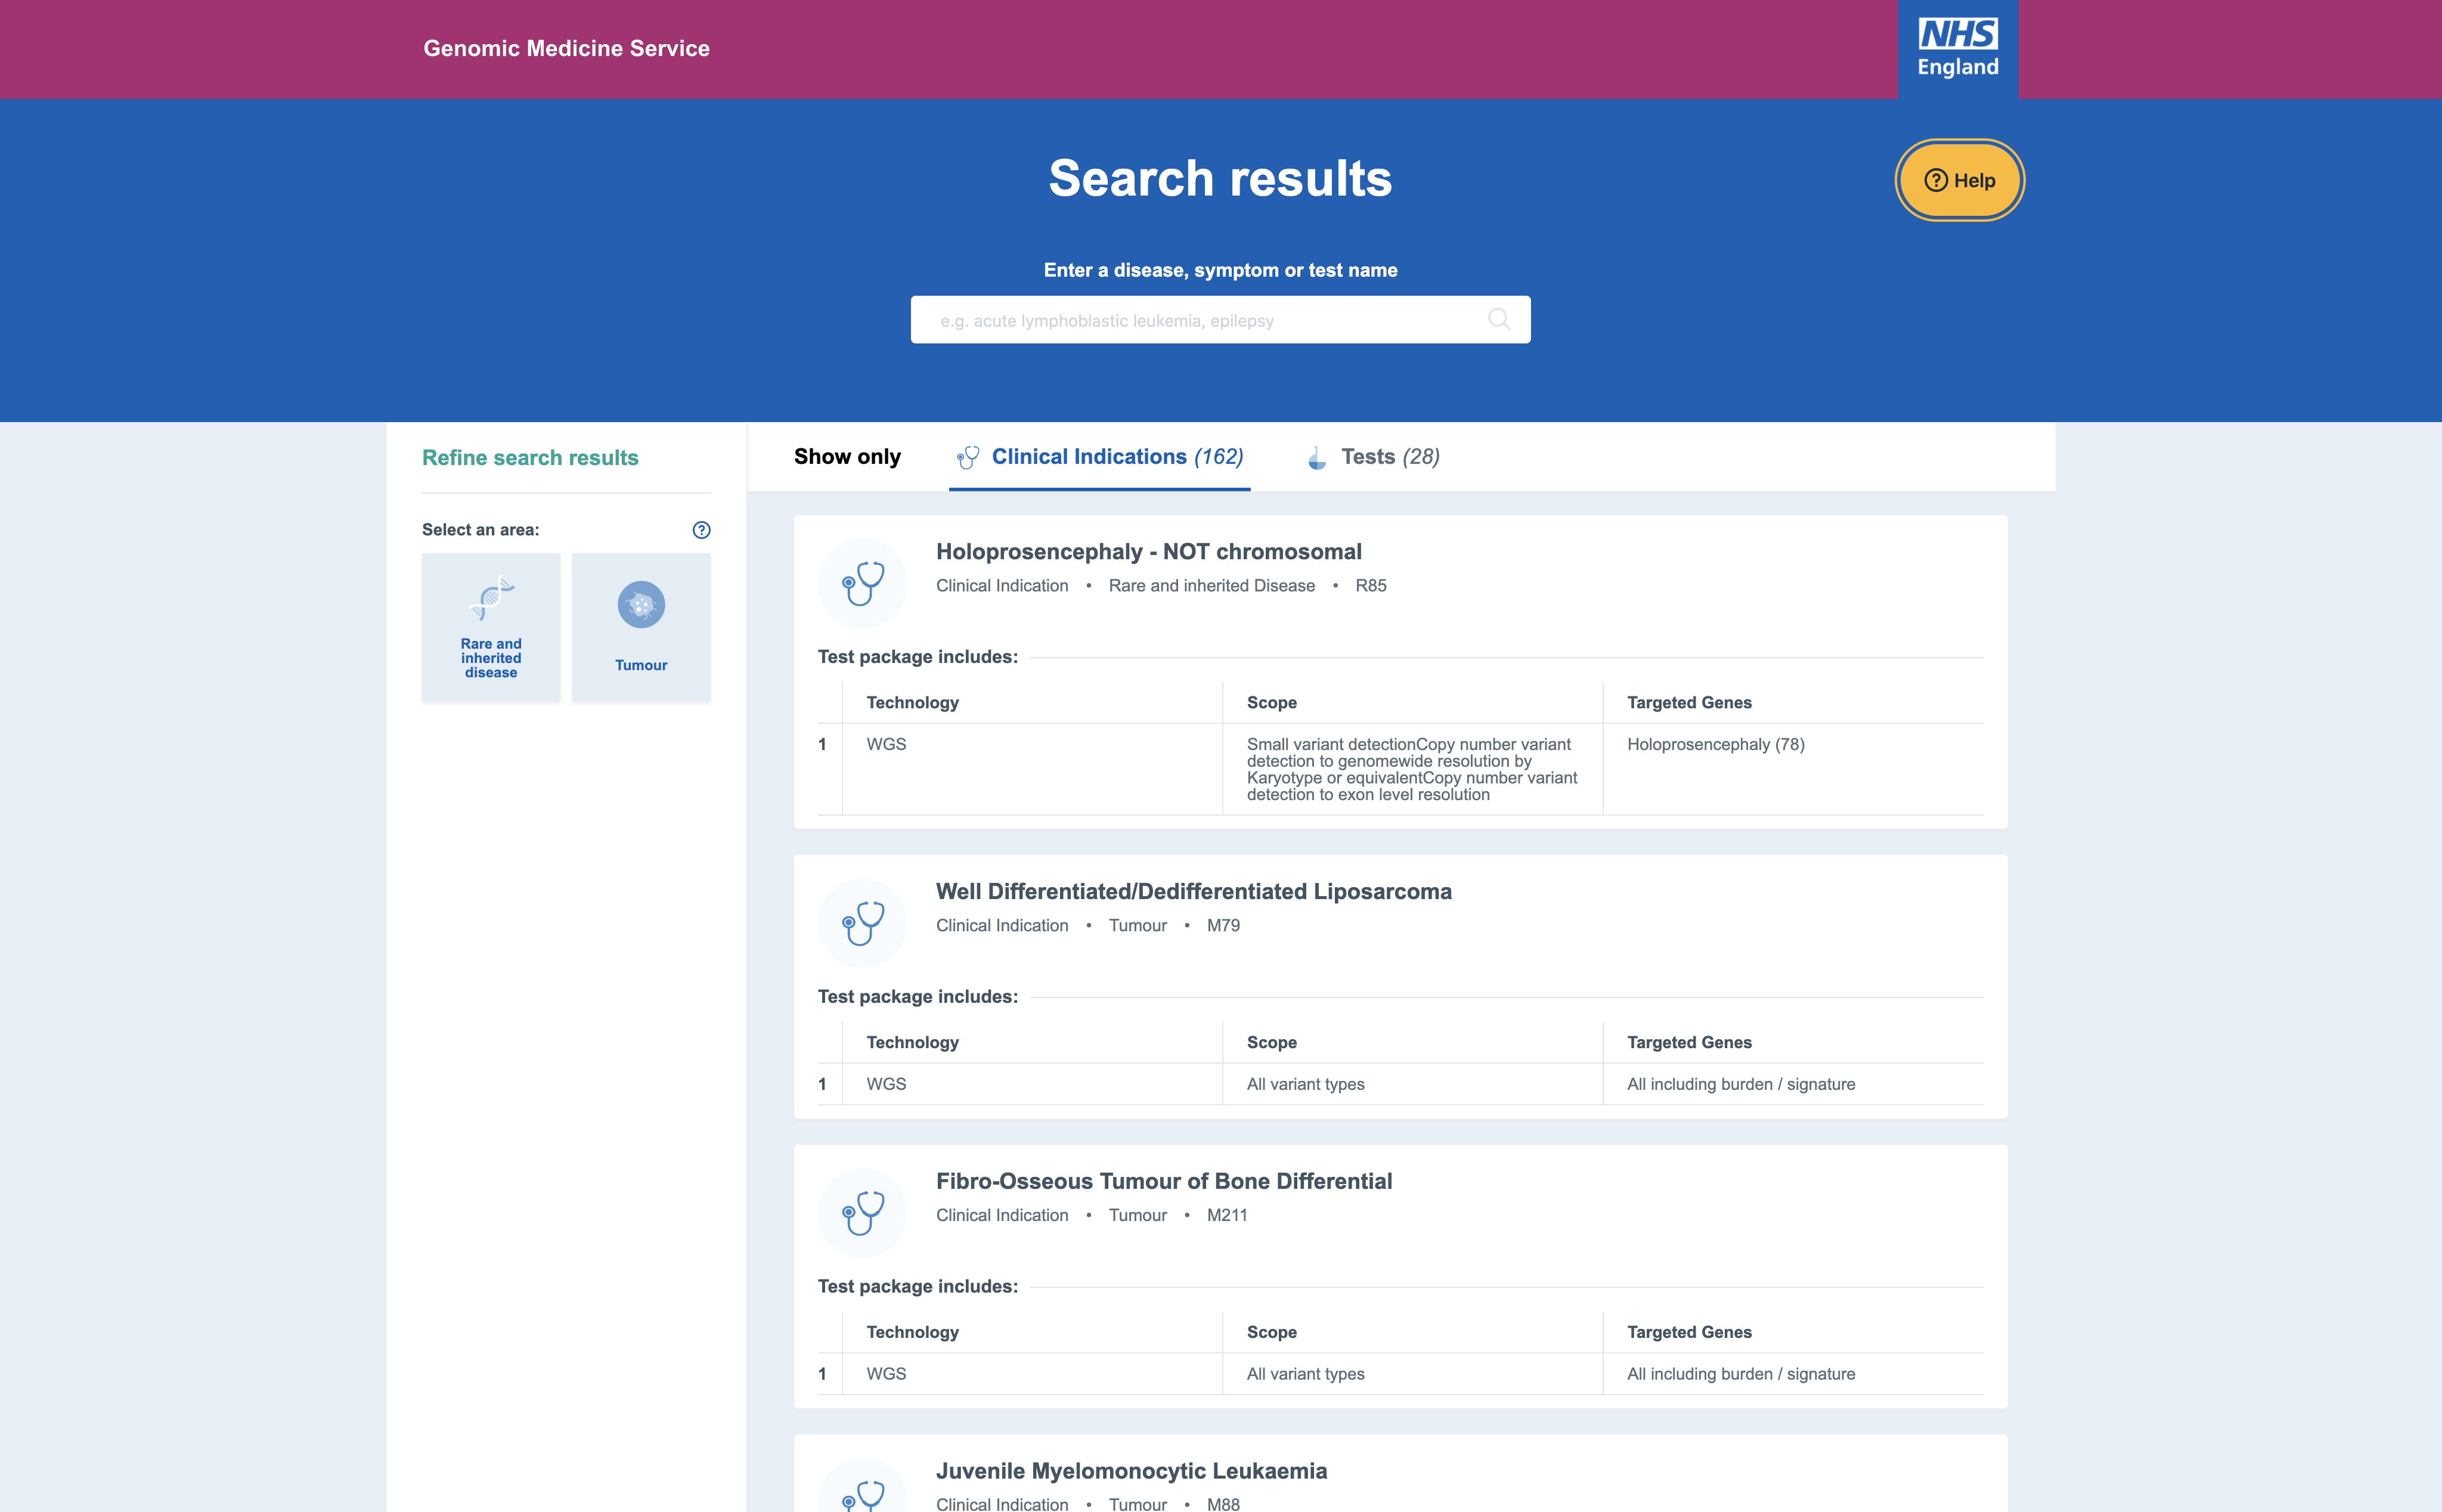 Genomic Medicine Service
NHS
England
Search results
Help
Enter a disease, symptom or test name
e.g. acute lymphoblastic leukemia, epilepsy
Refine search results
Select an area:
Rare and
inherited
disease
Tumour
Show only
Clinical Indications (162)
Tests (28)
Holoprosencephaly - NOT chromosomal
Clinical Indication • Rare and inherited Disease • R85
Test package includes:
Technology Scope Targeted Genes
1 WGS
Small variant detectionCopy number variant
detection to genomewide resolution by
Karyotype or equivalentCopy number variant
detection to exon level resolution
Holoprosencephaly (78)
Well Differentiated/Dedifferentiated Liposarcoma
Clinical Indication • Tumour • M79
Test package includes:
Technology Scope Targeted Genes
1 WGS All variant types All including burden / signature
Fibro-Osseous Tumour of Bone Differential
Clinical Indication • Tumour • M211
Test package includes:
Technology Scope Targeted Genes
1 WGS All variant types All including burden / signature
Juvenile Myelomonocytic Leukaemia
Clinical Indication • Tumour • M88